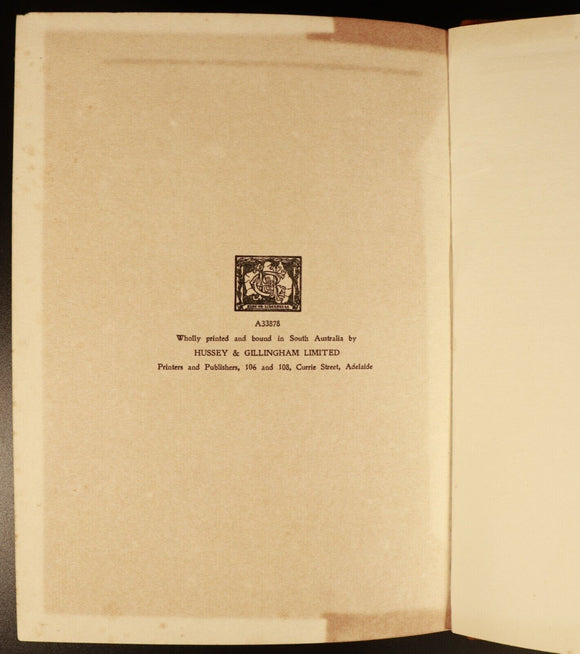 A33878
Wholly printed and bound in South Australia by
HUSSEY & GILLINGHAM LIMITED
Printers and Publishers, 106 and 108, Currie Street, Adelaide